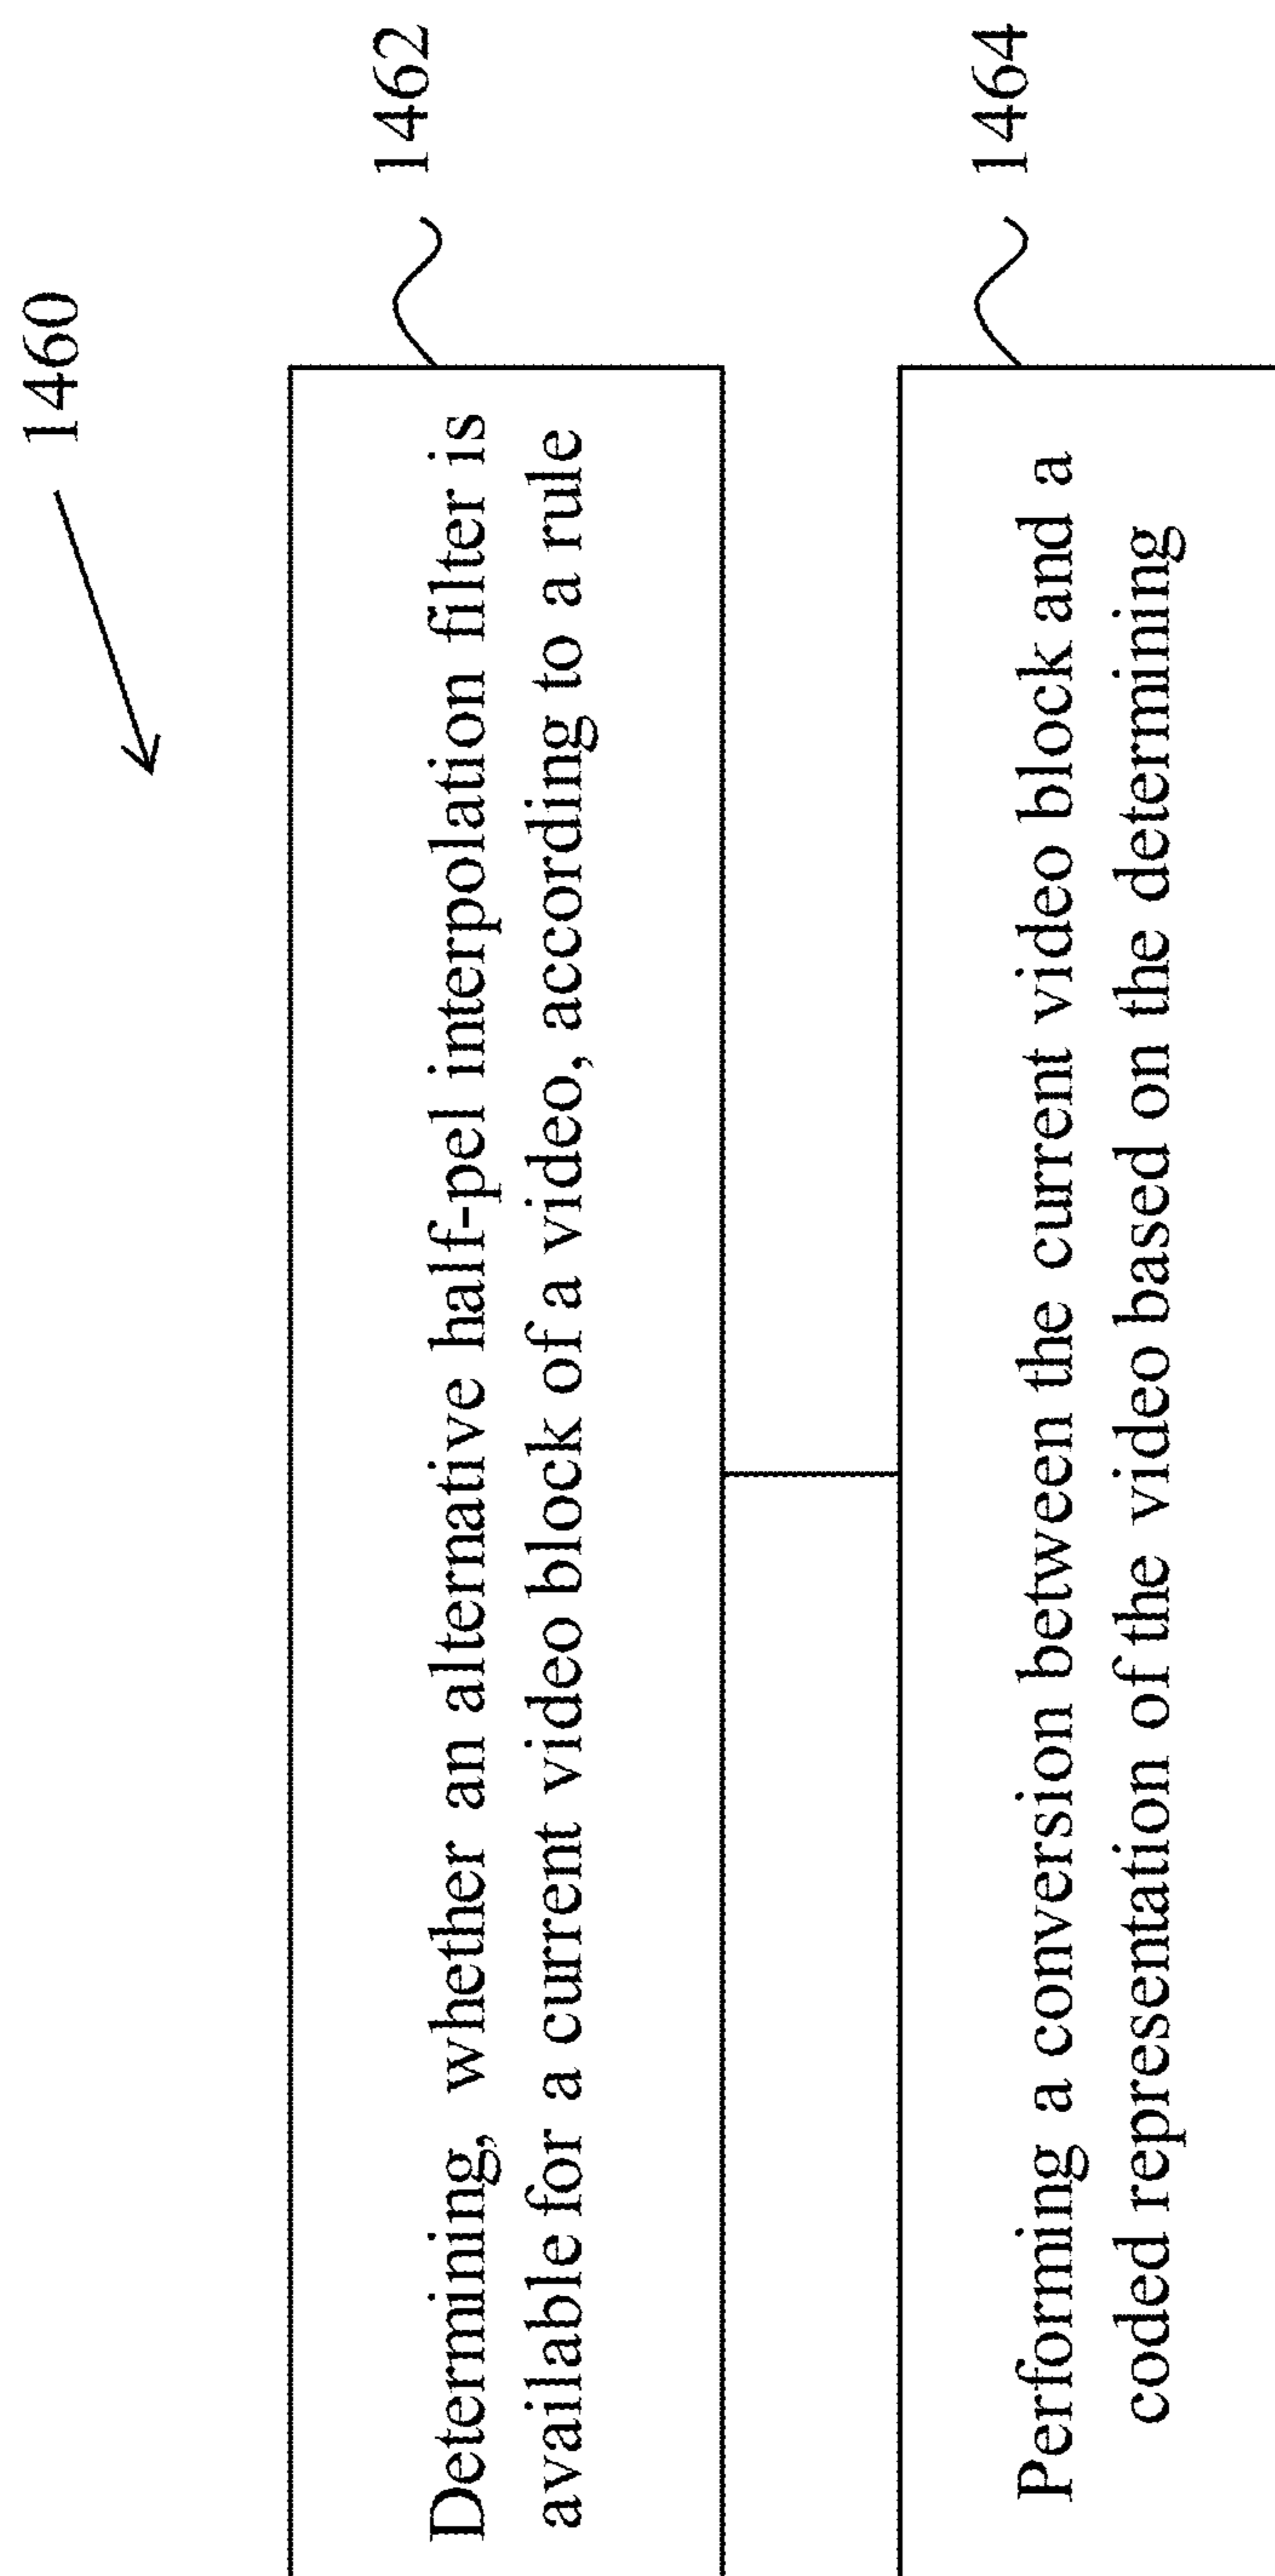 1460
Determining, whether an alternative half-pel interpolation filter is
available for a current video block of a video, according to a rule
1462
Performing a conversion between the current video block and a
coded representation of the video based on the determining
1464